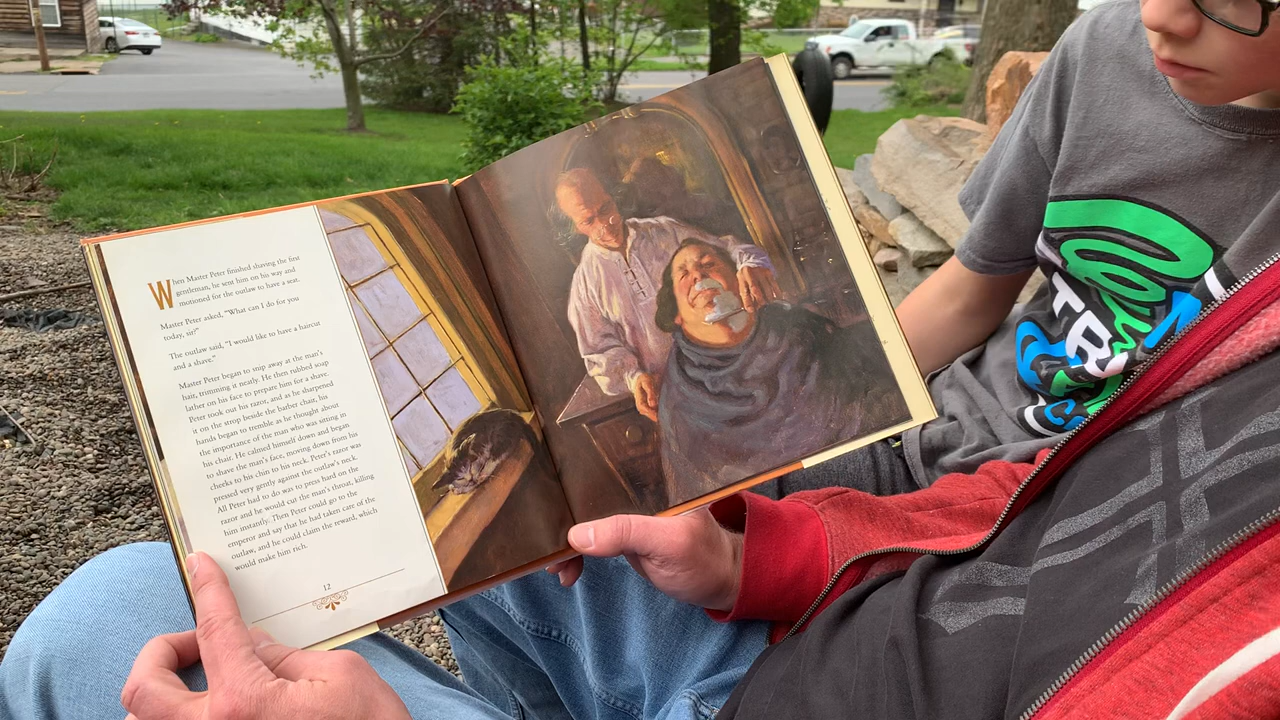 When Master Peter finished shaving the first
gentleman, he sent him on his way and
motioned for the outlaw to have a seat.
Master Peter asked, "What can I do for you
today, sir?"
The outlaw said, "I would like to have a haircut
and a shave."
Master Peter began to snip away at the man's
hair, trimming it neatly. He then rubbed soap
lather on his face to prepare him for a shave.
Peter took out his razor, and as he sharpened
it on the strop beside the barber chair, his
hands began to tremble as he thought about
the importance of the man who was sitting in
his chair. He calmed himself down and began
to shave the man's face, moving down from his
cheeks to his chin to his neck. Peter's razor was
pressed very gently against the outlaw's neck.
All Peter had to do was to press hard on the
razor and he would cut the man's throat, killing
him instantly. Then Peter could go to the
emperor and say that he had taken care of the
outlaw, and he could claim the reward, which
would make him rich.
12